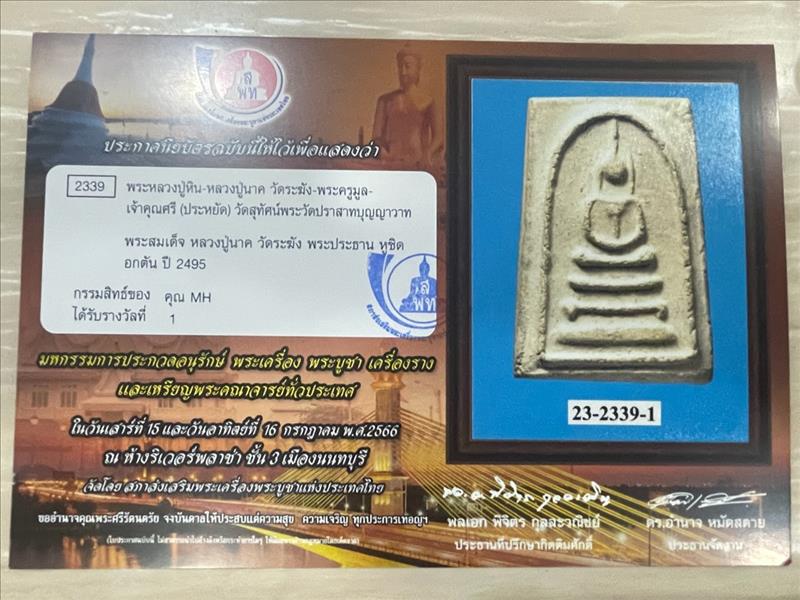 ส
พท
ประกาศนียบัตรฉบับนี้ให้ไว้เพื่อแสดงว่า
2339 พระหลวงปู่หิน-หลวงปู่นาค วัดระฆัง-พระครูมูล-
เจ้าคุณศรี (ประหยัด) วัดสุทัศน์พระวัดปราสาทบุญญาวาท
พระสมเด็จ หลวงปู่นาค วัดระฆัง พระประธาน หูชิด
อกตัน ปี 2495
กรรมสิทธ์ของ คุณ MH
ได้รับรางวัลที่ 1
ส
พท
มหกรรมการประกวดอนุรักษ์ พระเครื่อง พระบูชา เครื่องราง
และเหรียญพระคณาจารย์ทั่วประเทศ
ในวันเสาร์ที่ 15 และวันอาทิตย์ที่ 16 กรกฎาคม พ.ศ.2566
ณ ห้างริเวอร์พลาซ่า ชั้น 3 เมืองนนทบุรี
จัดโดย สภาส่งเสริมพระเครื่องพระบูชาแห่งประเทศไทย
ขออำนาจคุณพระศรีรัตนตรัย จงบันดาลให้ประสบแต่ความสุข ความเจริญ ทุกประการเทอญฯ
23-2339-1
พลเอก พิจิตร กุลละวณิชย์
ประธานที่ปรึกษากิตติมศักดิ์
ดร.อำนาจ หมัดสดาย
ประธานจัดงาน